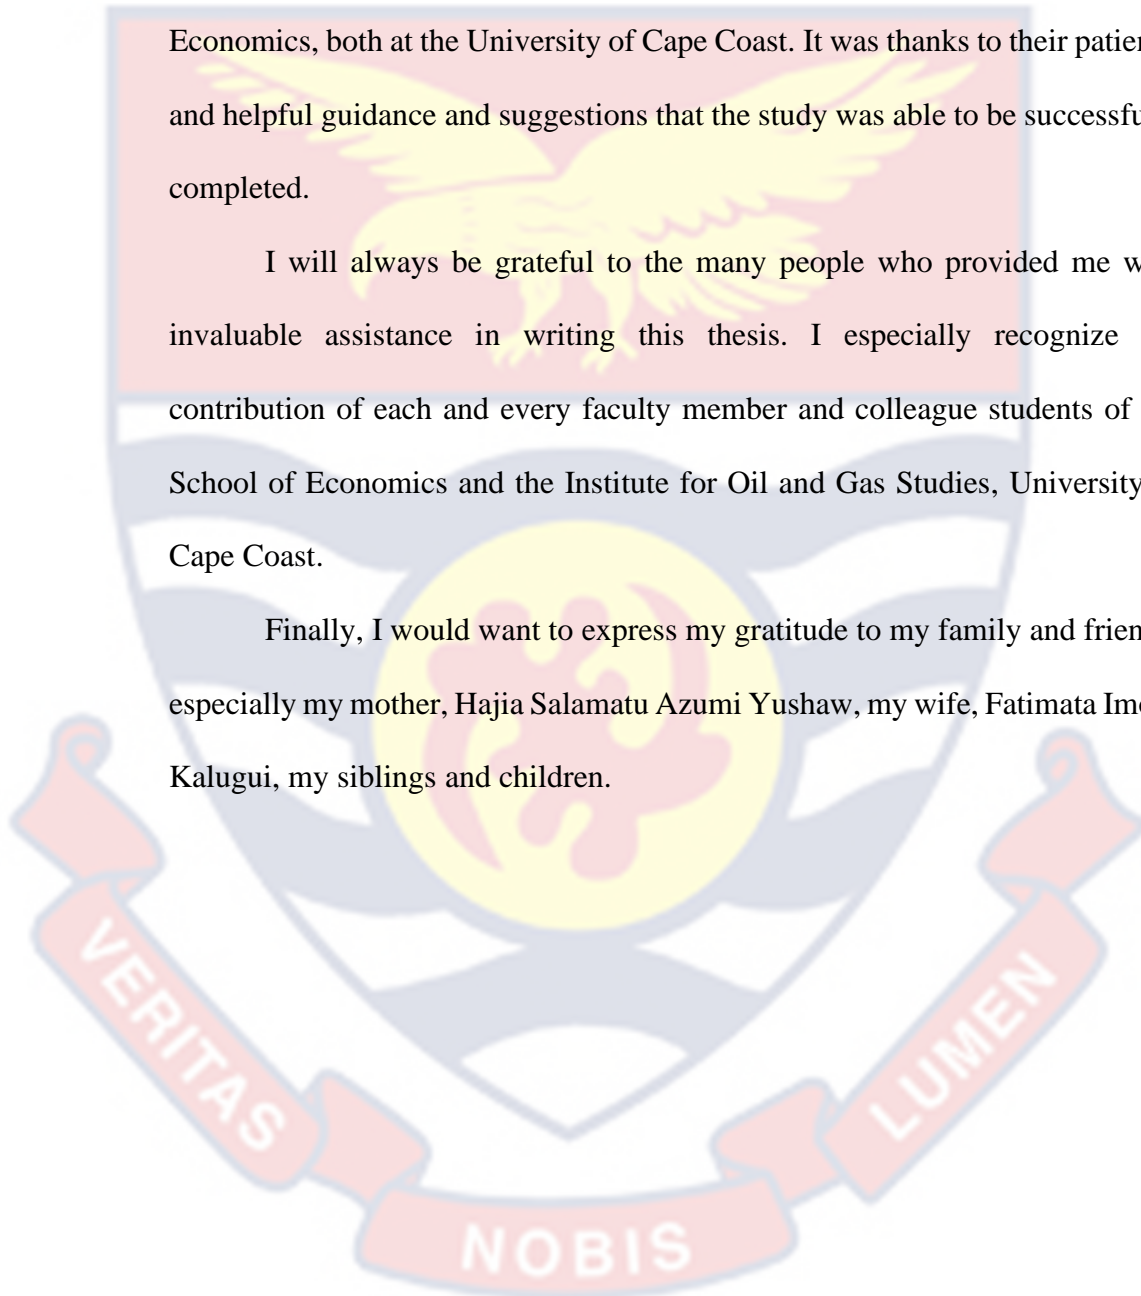 Economics, both at the University of Cape Coast. It was thanks to their patien
and helpful guidance and suggestions that the study was able to be successfu
completed.
I will always be grateful to the many people who provided me w
invaluable assistance in writing this thesis. I especially recognize
contribution of each and every faculty member and colleague students of
School of Economics and the Institute for Oil and Gas Studies, University
Cape Coast.
Finally, I would want to express my gratitude to my family and frien
especially my mother, Hajia Salamatu Azumi Yushaw, my wife, Fatimata Imo
Kalugui, my siblings and children.
VERITAS
NOBIS
LUMEN